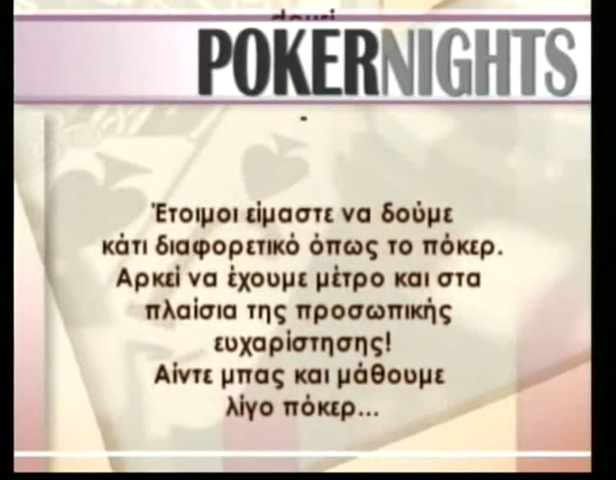 POKERNIGHTS
-
Έτοιμοι είμαστε να δούμε
κάτι διαφορετικό όπως το πόκερ.
Αρκεί να έχουμε μέτρο και στα
πλαίσια της προσωπικής
ευχαρίστησης!
Αίντε μπας και μάθουμε
λίγο πόκερ...